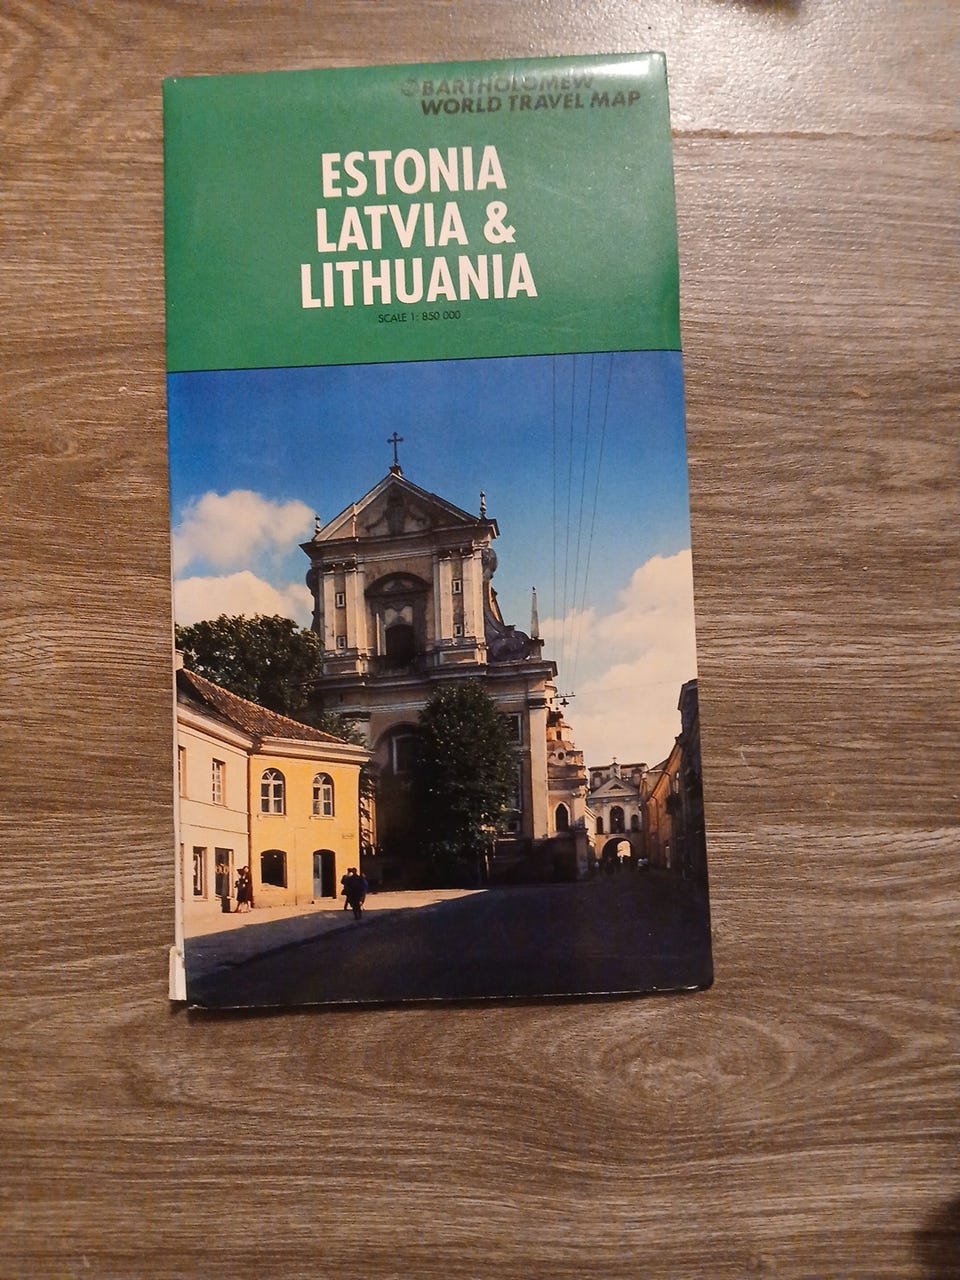 BARTHOLOMEW
WORLD TRAVEL MAP
ESTONIA
LATVIA &
LITHUANIA
SCALE 1: 850 000